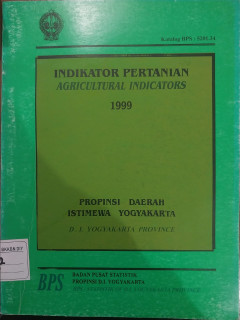 Katalog BPS : 5201.34
INDIKATOR PERTANIAN
AGRICULTURAL INDICATORS
1999
PROPINSI DAERAH
ISTIMEWA YOGYAKARTA
D. I. YOGYAKARTA PROVINCE
BPS
BADAN PUSAT STATISTIK
PROPINSI D.I. YOGYAKARTA